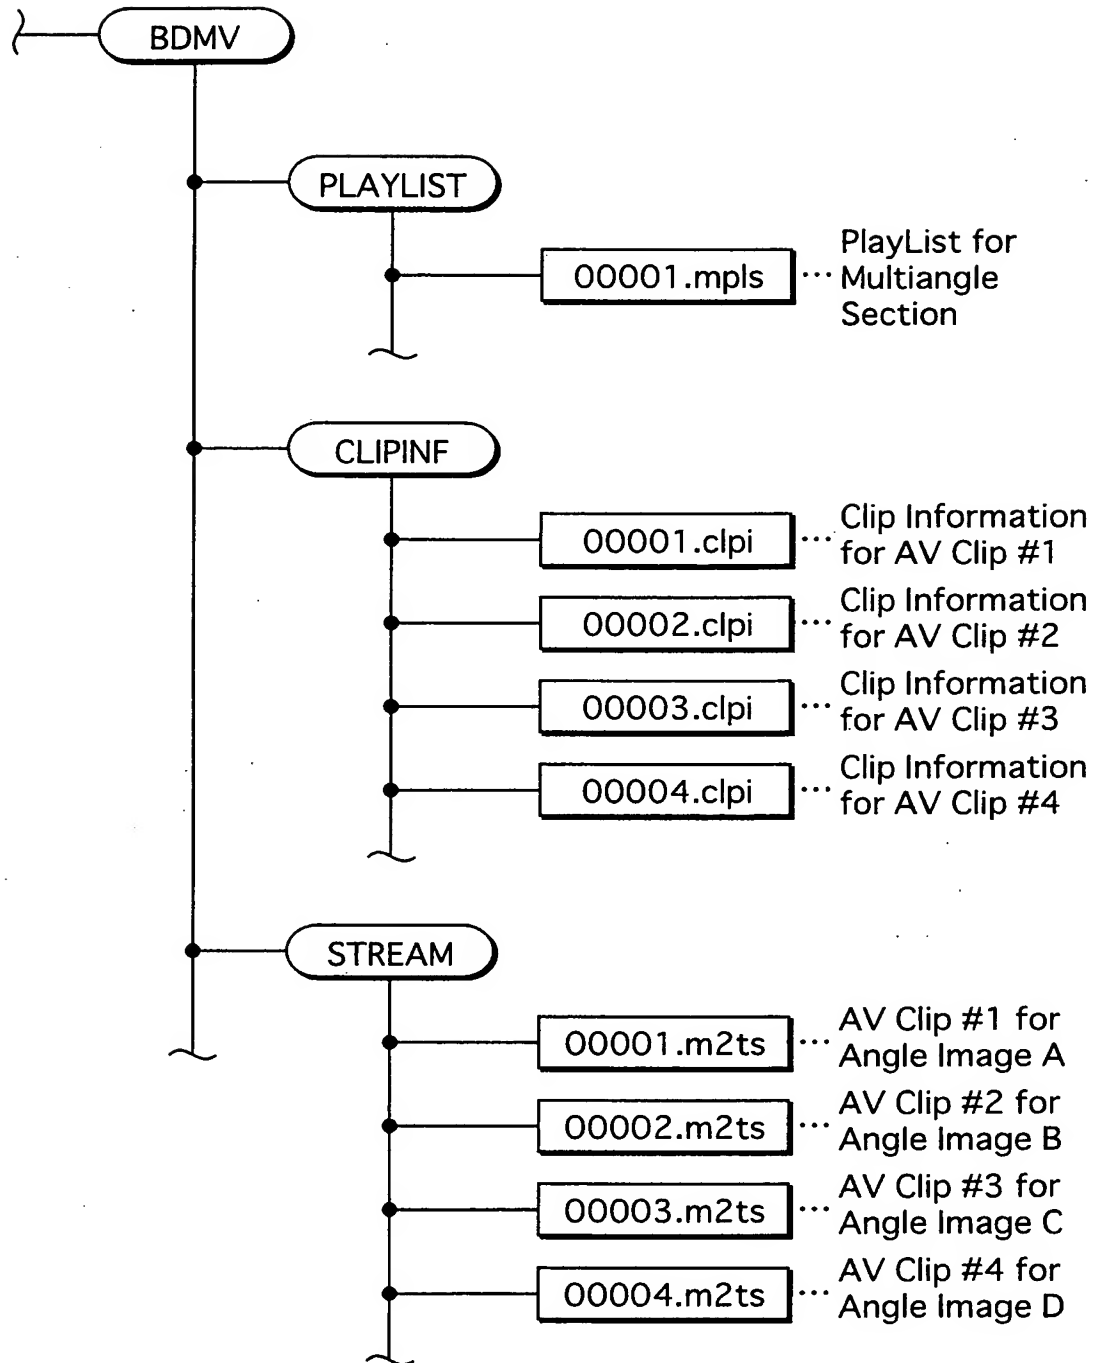 BDMV
PLAYLIST
00001.mpls
... PlayList for
Multiangle
Section
CLIPINF
00001.clpi
... Clip Information
for AV Clip #1
00002.clpi
... Clip Information
for AV Clip #2
00003.clpi
... Clip Information
for AV Clip #3
00004.clpi
... Clip Information
for AV Clip #4
STREAM
00001.m2ts
... AV Clip #1 for
Angle Image A
00002.m2ts
... AV Clip #2 for
Angle Image B
00003.m2ts
... AV Clip #3 for
Angle Image C
00004.m2ts
... AV Clip #4 for
Angle Image D